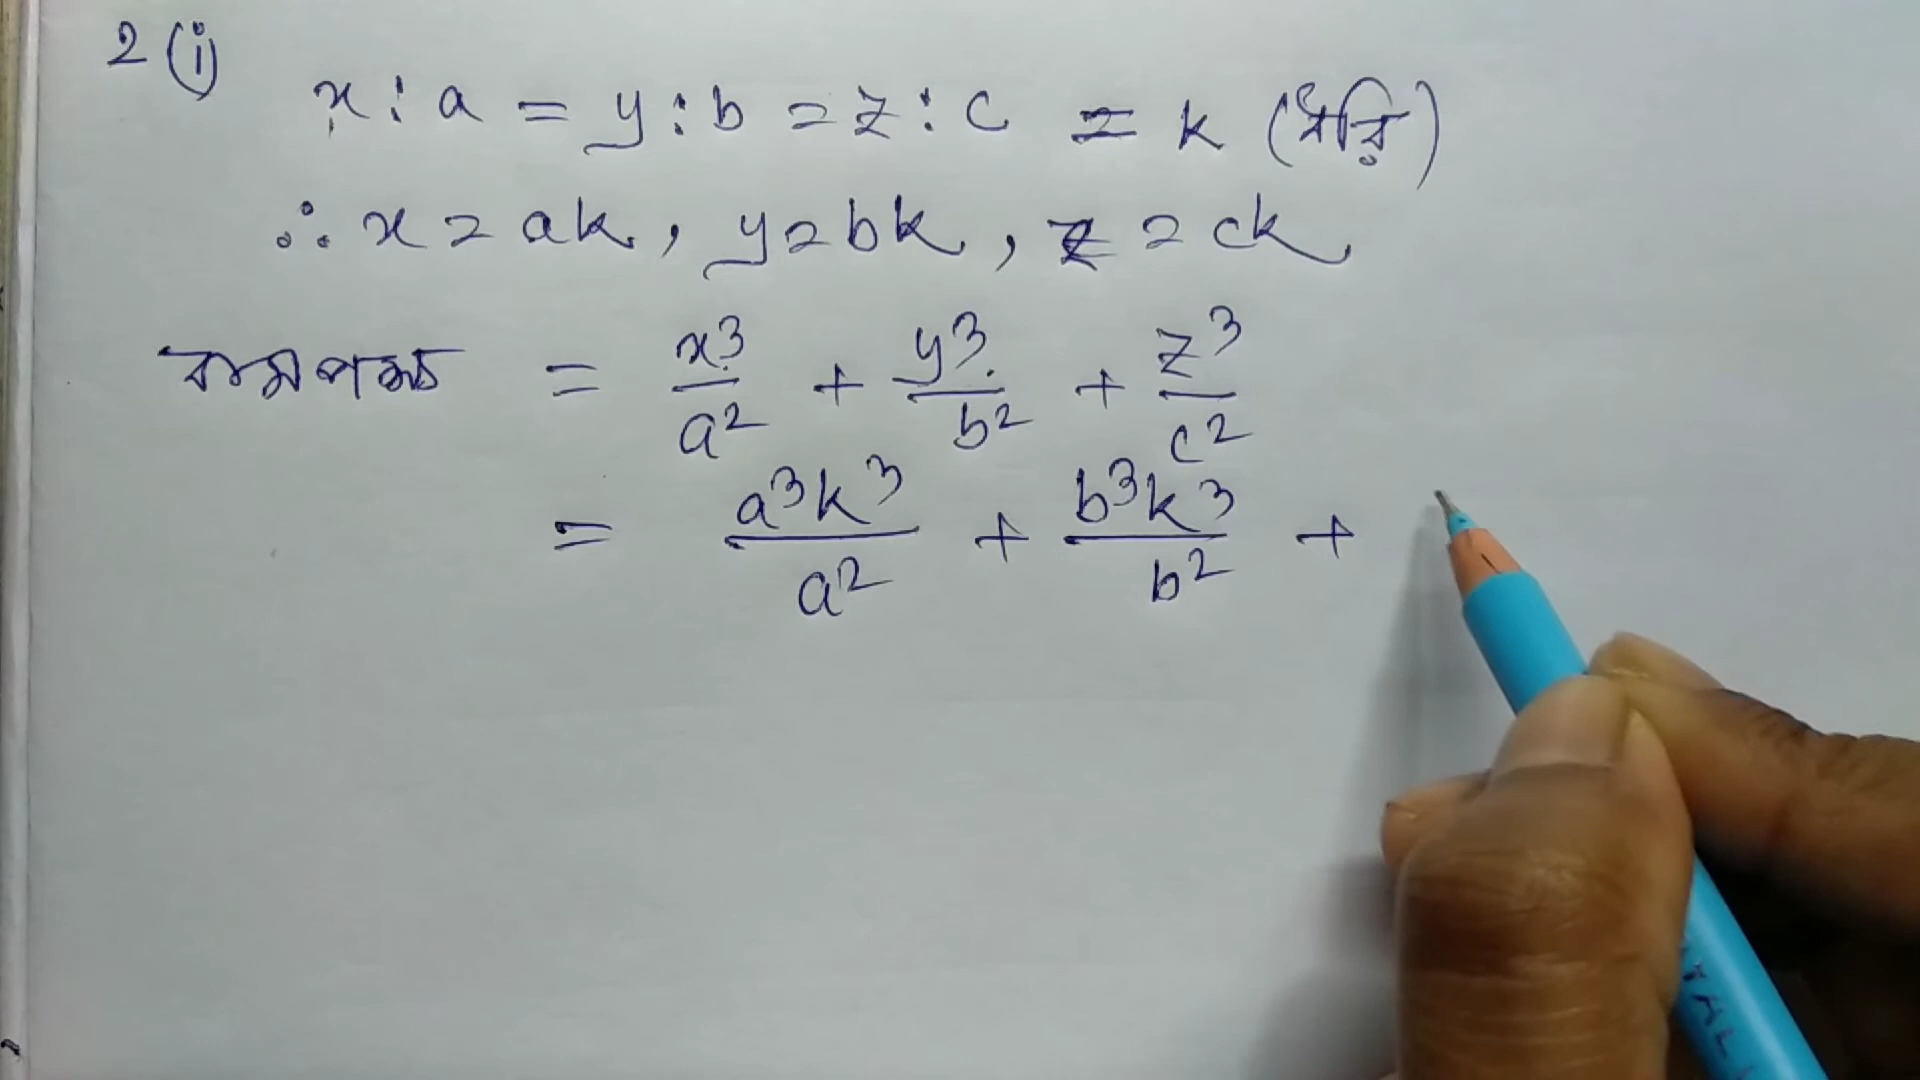 2 (i)
x : a = y : b = z : c = k (ধরি)
∴ x = ak, y = bk, z = ck
বামপক্ষ = x³/a² + y³/b² + z³/c²
= a³k³/a² + b³k³/b² +